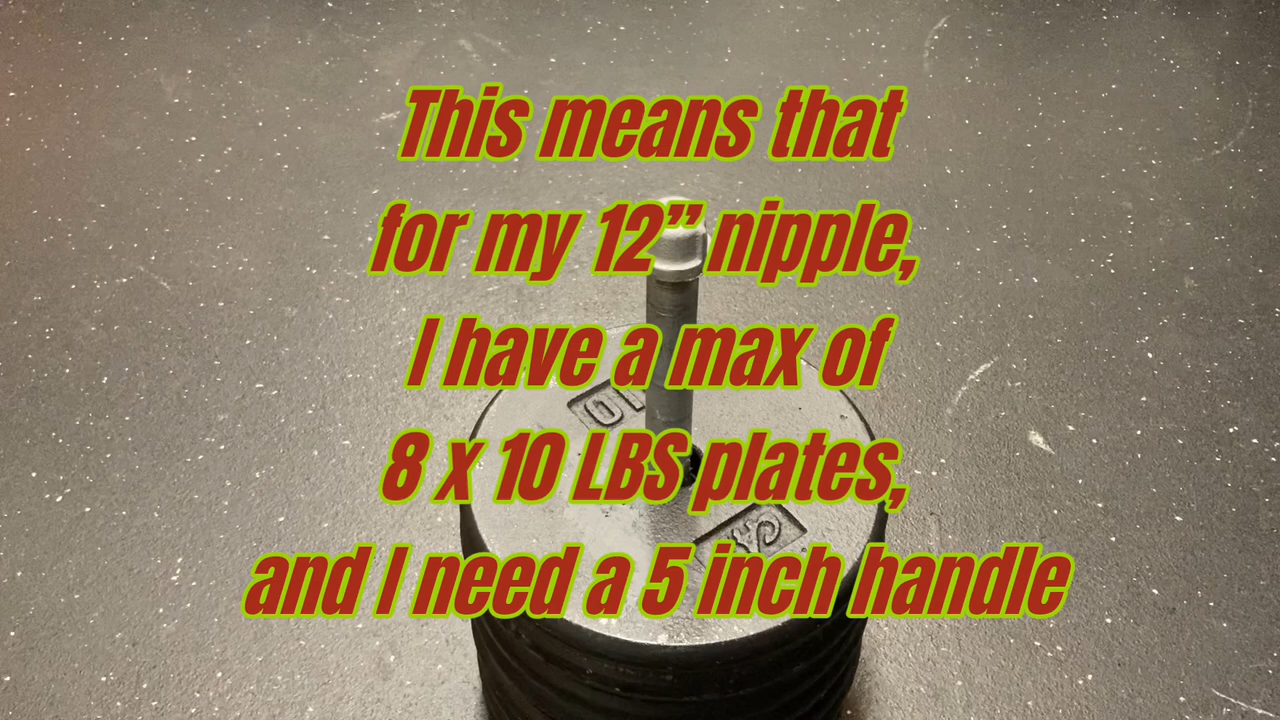 This means that
for my 12” nipple,
I have a max of
8 x 10 LBS plates,
and I need a 5 inch handle
10